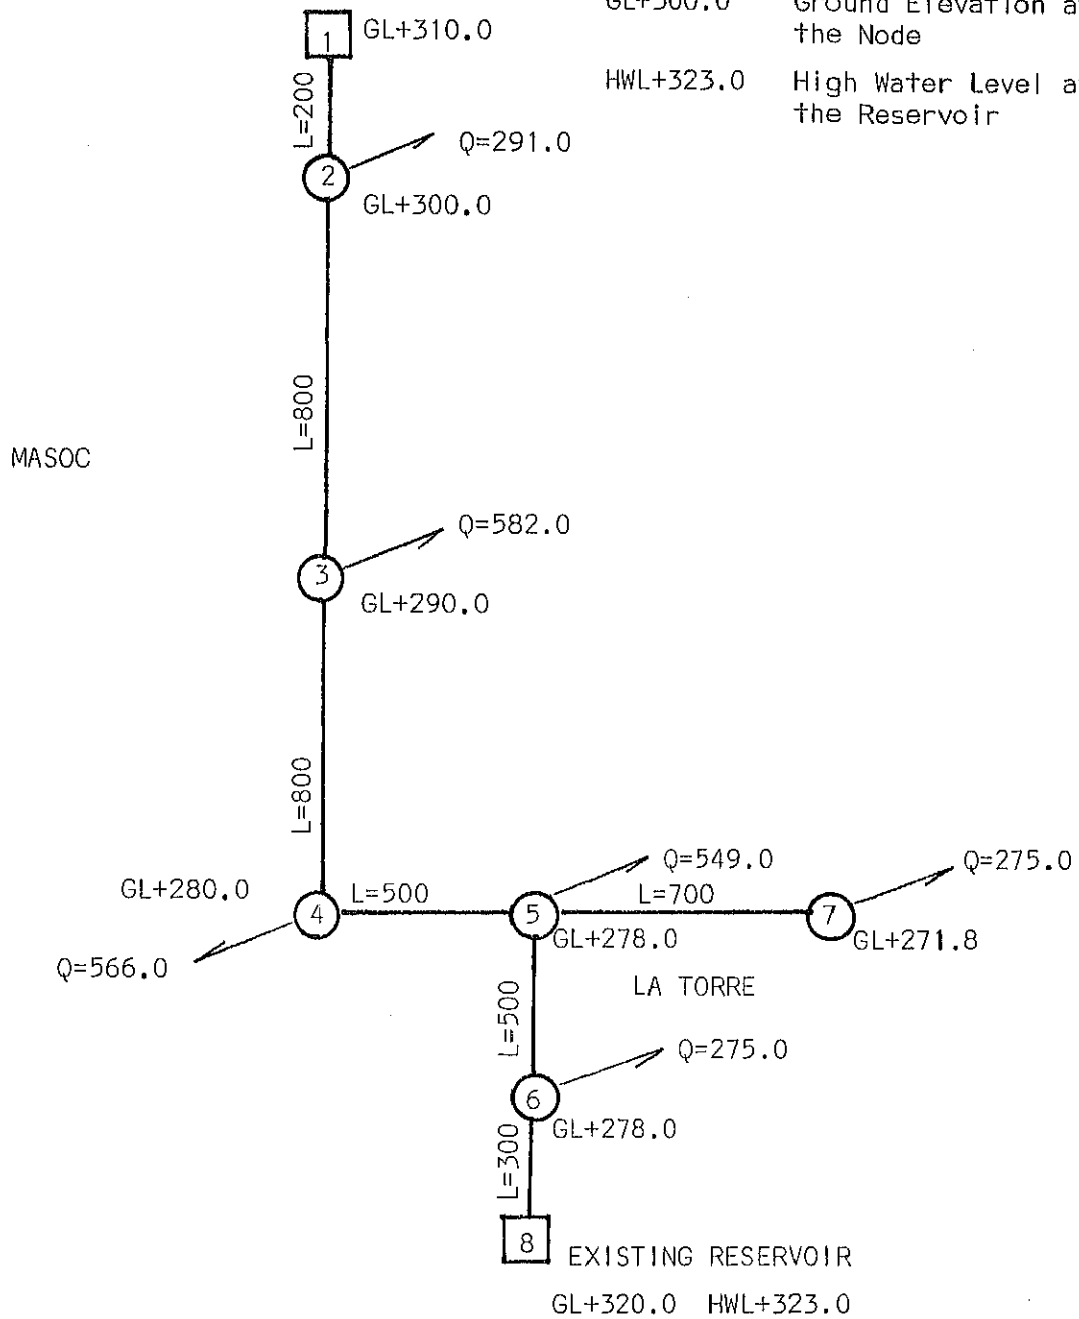 GL+300.0 Ground Elevation
the Node
HWL+323.0 High Water Level
the Reservoir
1
GL+310.0
L=200
2
Q=291.0
GL+300.0
L=800
MASOC
3
Q=582.0
GL+290.0
L=800
GL+280.0
4
Q=566.0
L=500
5
Q=549.0
GL+278.0
L=700
7
Q=275.0
GL+271.8
LA TORRE
L=500
6
Q=275.0
GL+278.0
L=300
8
EXISTING RESERVOIR
GL+320.0 HWL+323.0